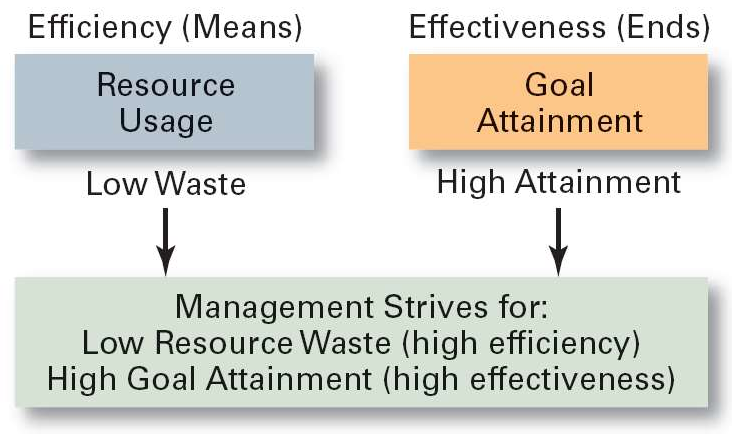 Efficiency (Means)
Resource
Usage
Low Waste
Effectiveness (Ends)
Goal
Attainment
High Attainment
Management Strives for:
Low Resource Waste (high efficiency)
High Goal Attainment (high effectiveness)